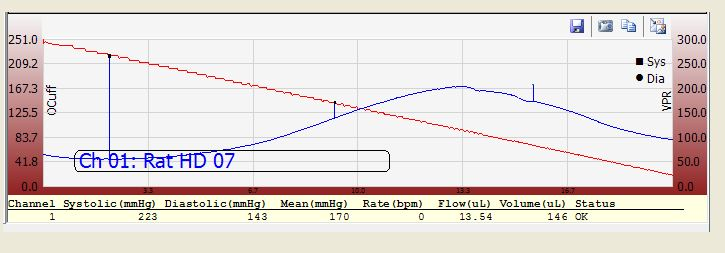 251.0
300.0
Sys
209.2
250.0
Dia
167.3
200.0
OCuff
VPR
125.5
150.0
83.7
100.0
Ch 01: Rat HD 07
41.8
50.0
0.0
3.3
6.7
10.0
13.3
16.7
0.0
Channel Systolic(mmHg) Diastolic(mmHg) Mean(mmHg) Rate(bpm) Flow(uL) Volume(uL) Status
1 223 143 170 0 13.54 146 OK